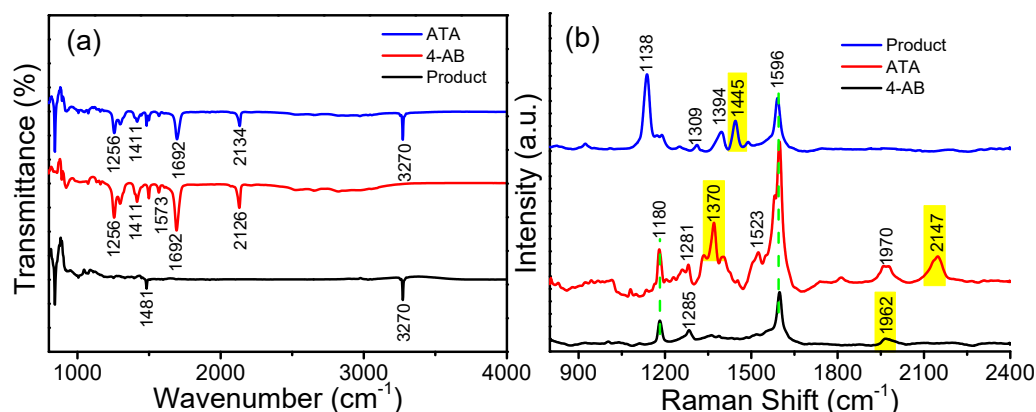 (a)
ATA
4-AB
Product
1256
1411
1692
2134
3270
1256
1411
1573
1692
2126
1481
3270
Transmittance (%)
1000
2000
3000
4000
Wavenumber (cm⁻¹)
(b)
Product
ATA
4-AB
1138
1309
1394
1445
1596
1180
1281
1370
1523
1970
2147
1285
1962
Intensity (a.u.)
900
1200
1500
1800
2100
2400
Raman Shift (cm⁻¹)